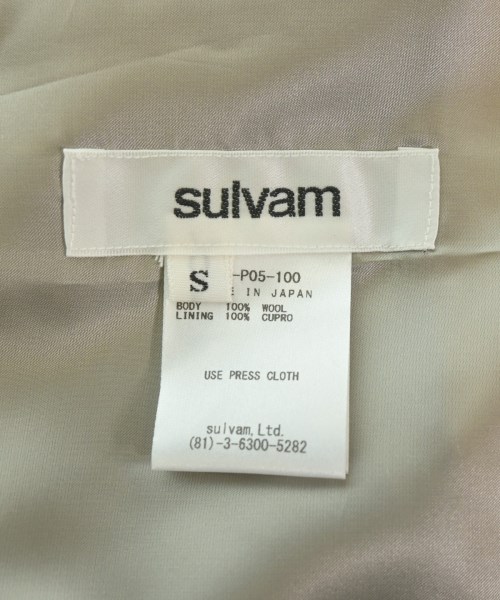 sulvam
S -P05-100
IN JAPAN
BODY 100% WOOL
LINING 100% CUPRO
USE PRESS CLOTH
sulvam,Ltd.
(81)-3-6300-5282